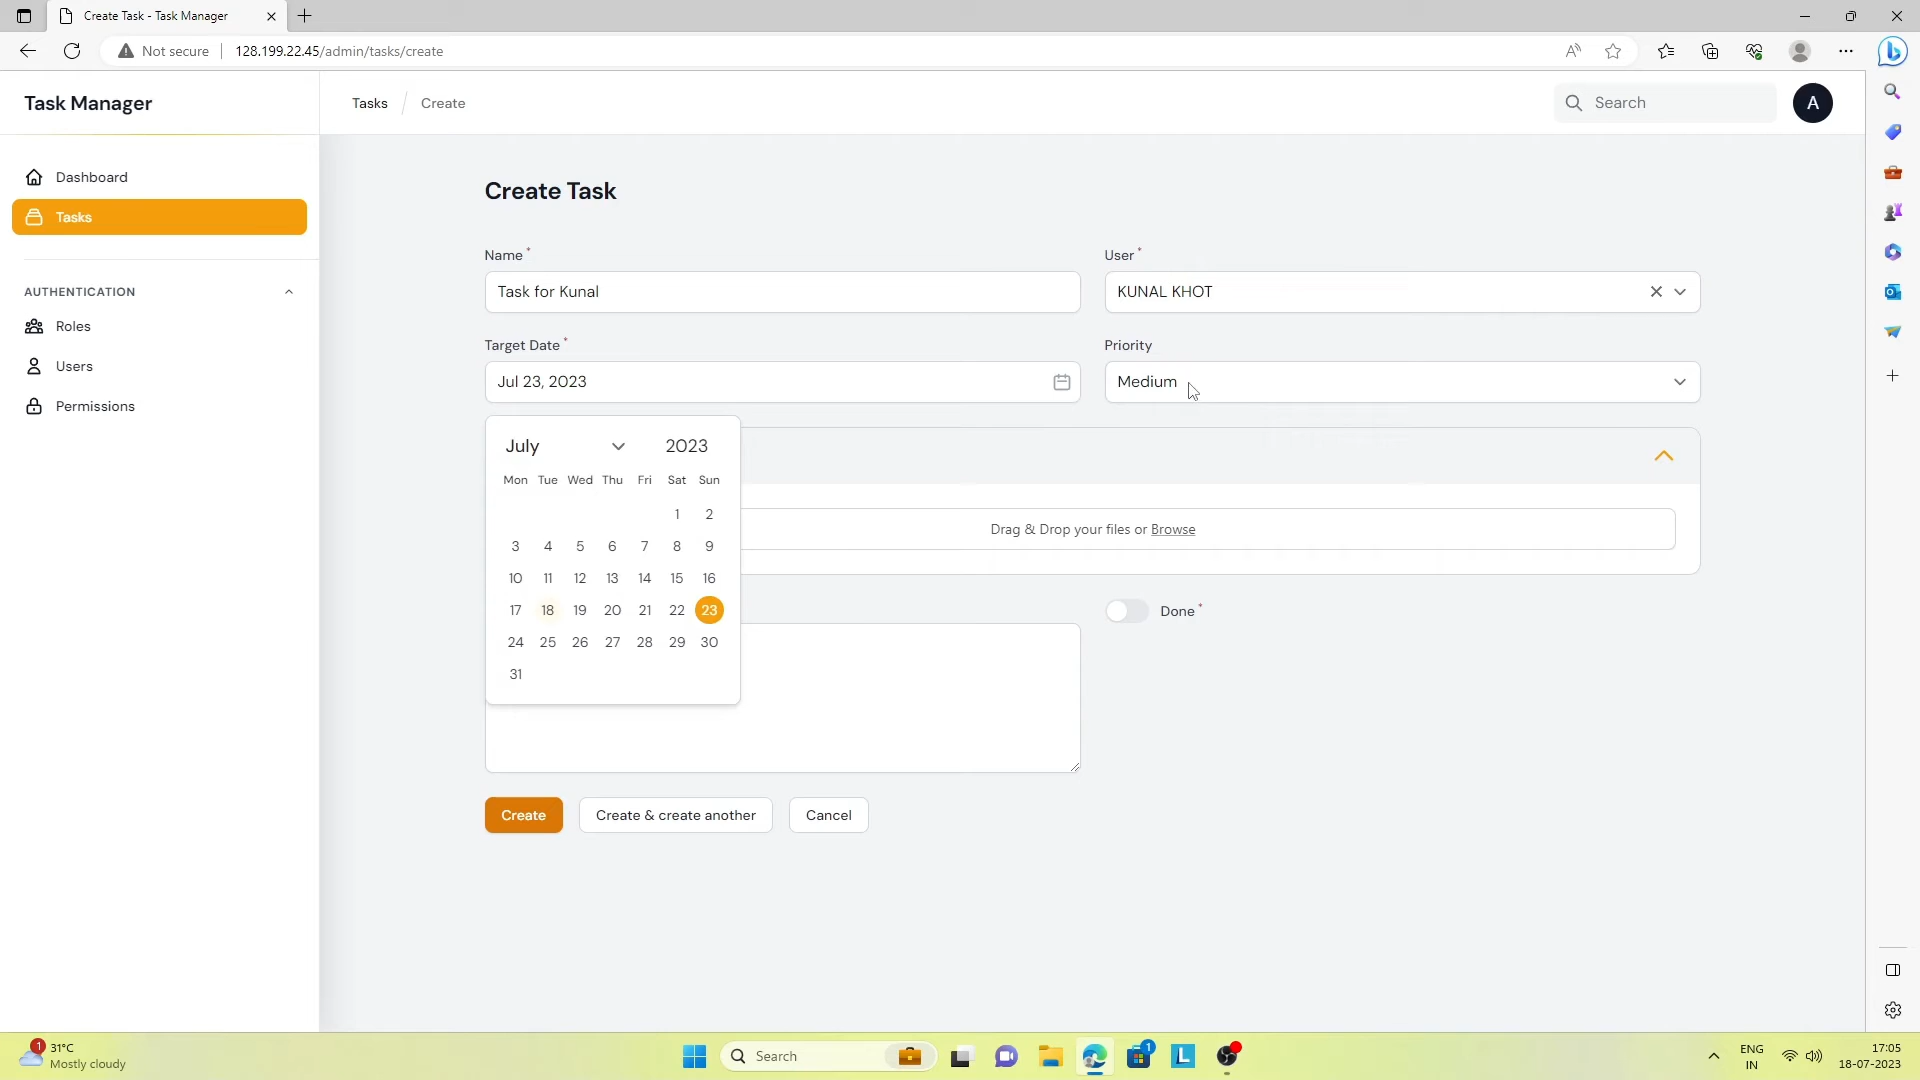 Create Task - Task Manager
Not secure 128.199.22.45/admin/tasks/create
Task Manager
Tasks Create
Search
A
Dashboard
Tasks
AUTHENTICATION
Roles
Users
Permissions
Create Task
Name *
User *
Task for Kunal
KUNAL KHOT
Target Date *
Priority
Jul 23, 2023
Medium
July 2023
Mon Tue Wed Thu Fri Sat Sun
1 2
3 4 5 6 7 8 9
10 11 12 13 14 15 16
17 18 19 20 21 22 23
24 25 26 27 28 29 30
31
Drag & Drop your files or Browse
Done *
Create
Create & create another
Cancel
1
31°C
Mostly cloudy
Search
1
L
ENG
IN
17:05
18-07-2023